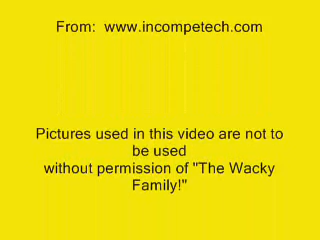 From:  www.incompetech.com
Pictures used in this video are not to
be used
without permission of "The Wacky
Family!"